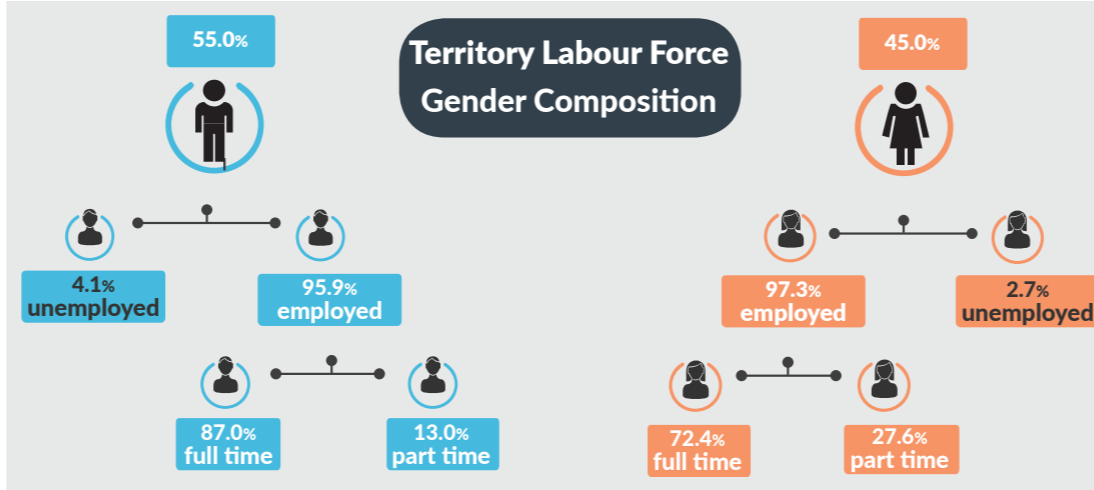 55.0%
Territory Labour Force
Gender Composition
45.0%
4.1%
unemployed
95.9%
employed
97.3%
employed
2.7%
unemployed
87.0%
full time
13.0%
part time
72.4%
full time
27.6%
part time